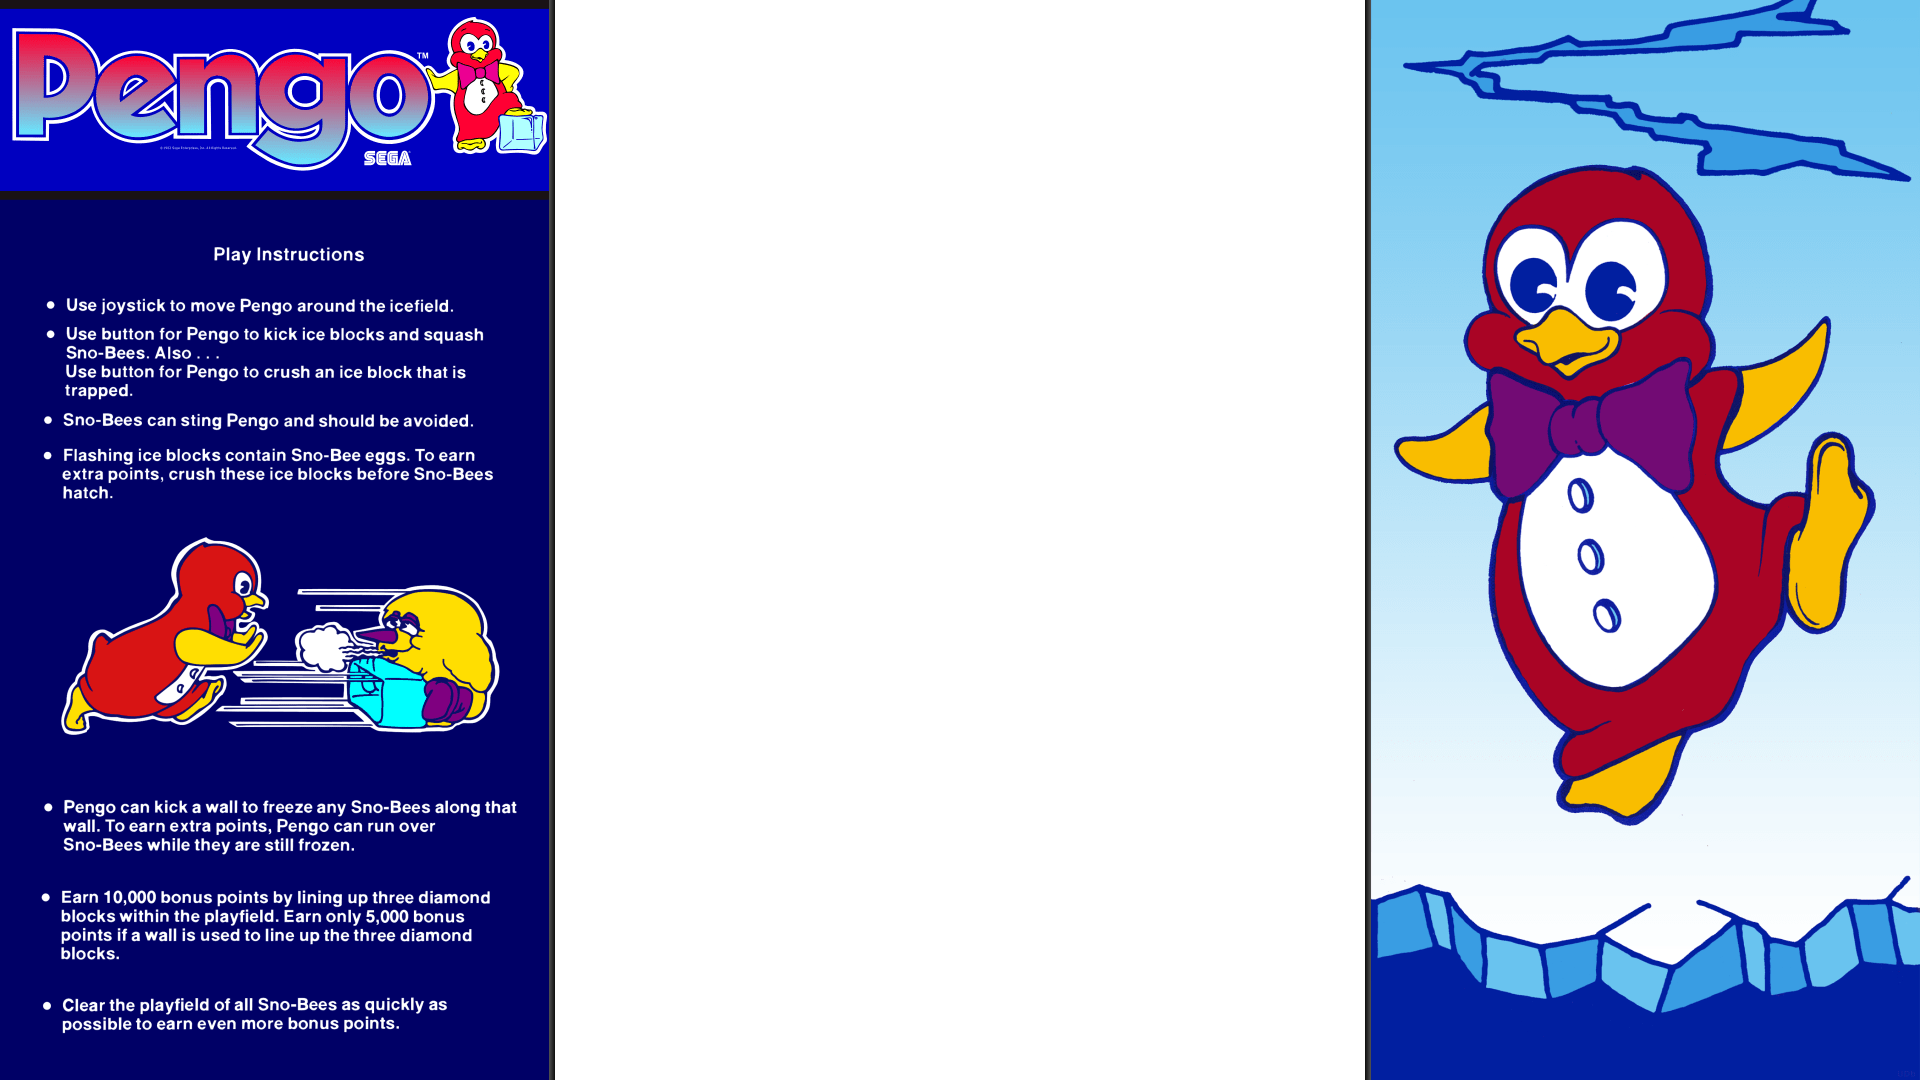 Pengo
TM
© 1982 Sega Enterprises, Inc. All Rights Reserved.
SEGA
Play Instructions
● Use joystick to move Pengo around the icefield.
● Use button for Pengo to kick ice blocks and squash
Sno-Bees. Also . . .
Use button for Pengo to crush an ice block that is
trapped.
● Sno-Bees can sting Pengo and should be avoided.
● Flashing ice blocks contain Sno-Bee eggs. To earn
extra points, crush these ice blocks before Sno-Bees
hatch.
● Pengo can kick a wall to freeze any Sno-Bees along that
wall. To earn extra points, Pengo can run over
Sno-Bees while they are still frozen.
● Earn 10,000 bonus points by lining up three diamond
blocks within the playfield. Earn only 5,000 bonus
points if a wall is used to line up the three diamond
blocks.
● Clear the playfield of all Sno-Bees as quickly as
possible to earn even more bonus points.